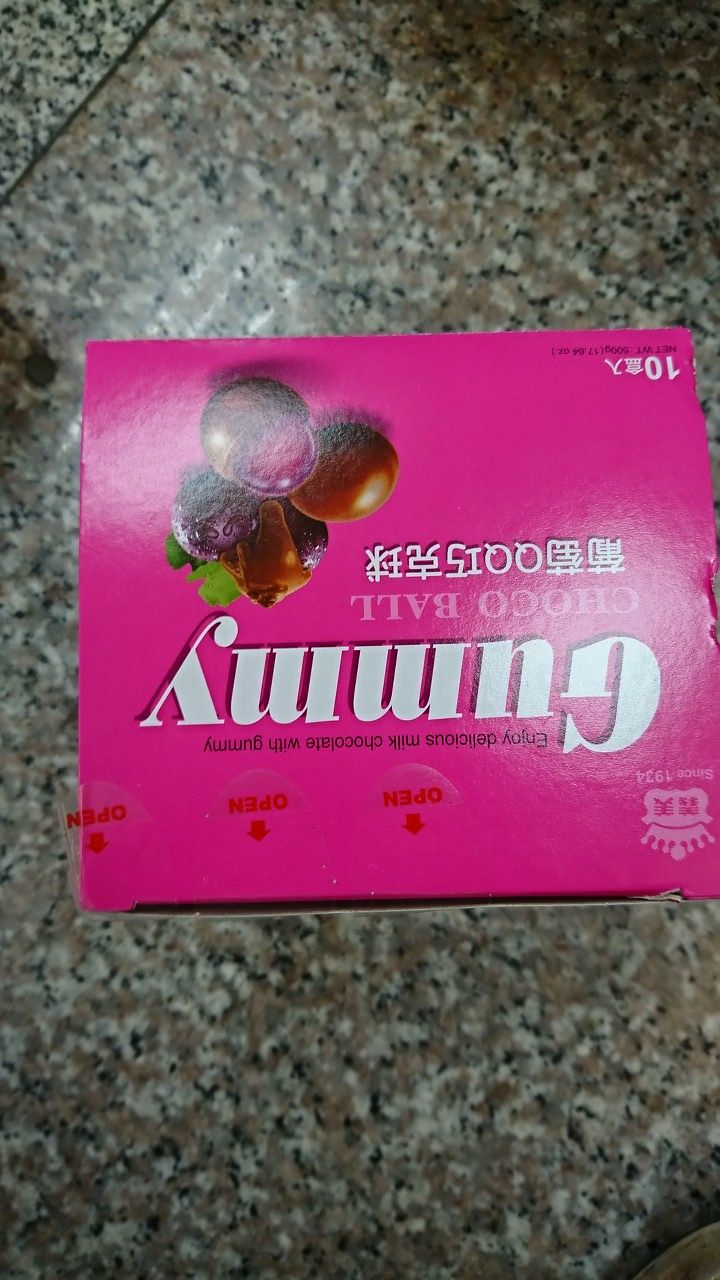 義美
Since 1934
OPEN
OPEN
OPEN
Enjoy delicious milk chocolate with gummy
Gummy
CHOCO BALL
葡萄QQ巧克球
10盒入
NET WT.:500g(17.64 oz.)